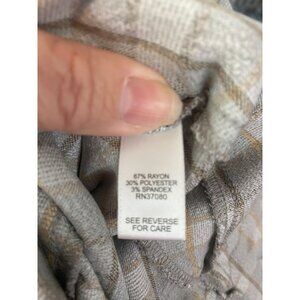 67% RAYON
30% POLYESTER
3% SPANDEX
RN37080
SEE REVERSE
FOR CARE